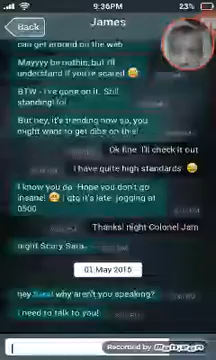 9:36PM
23%
Back
James
can get around on the web
Mayyyy be nothin, but I'll
understand if you're scared
BTW - I've gone on it. Still
standing! lol
But hey, it's trending now so, you
might want to get dibs on this!
Ok fine. I'll check it out
I have quite high standards
I know you do. Hope you don't go
insane! gtg it's late. jogging at
0500
Thanks! night Colonel Jam
night Scary Sara
01 May 2016
hey Sara! why aren't you speaking?
I need to talk to you!
Recorded by Mobizen